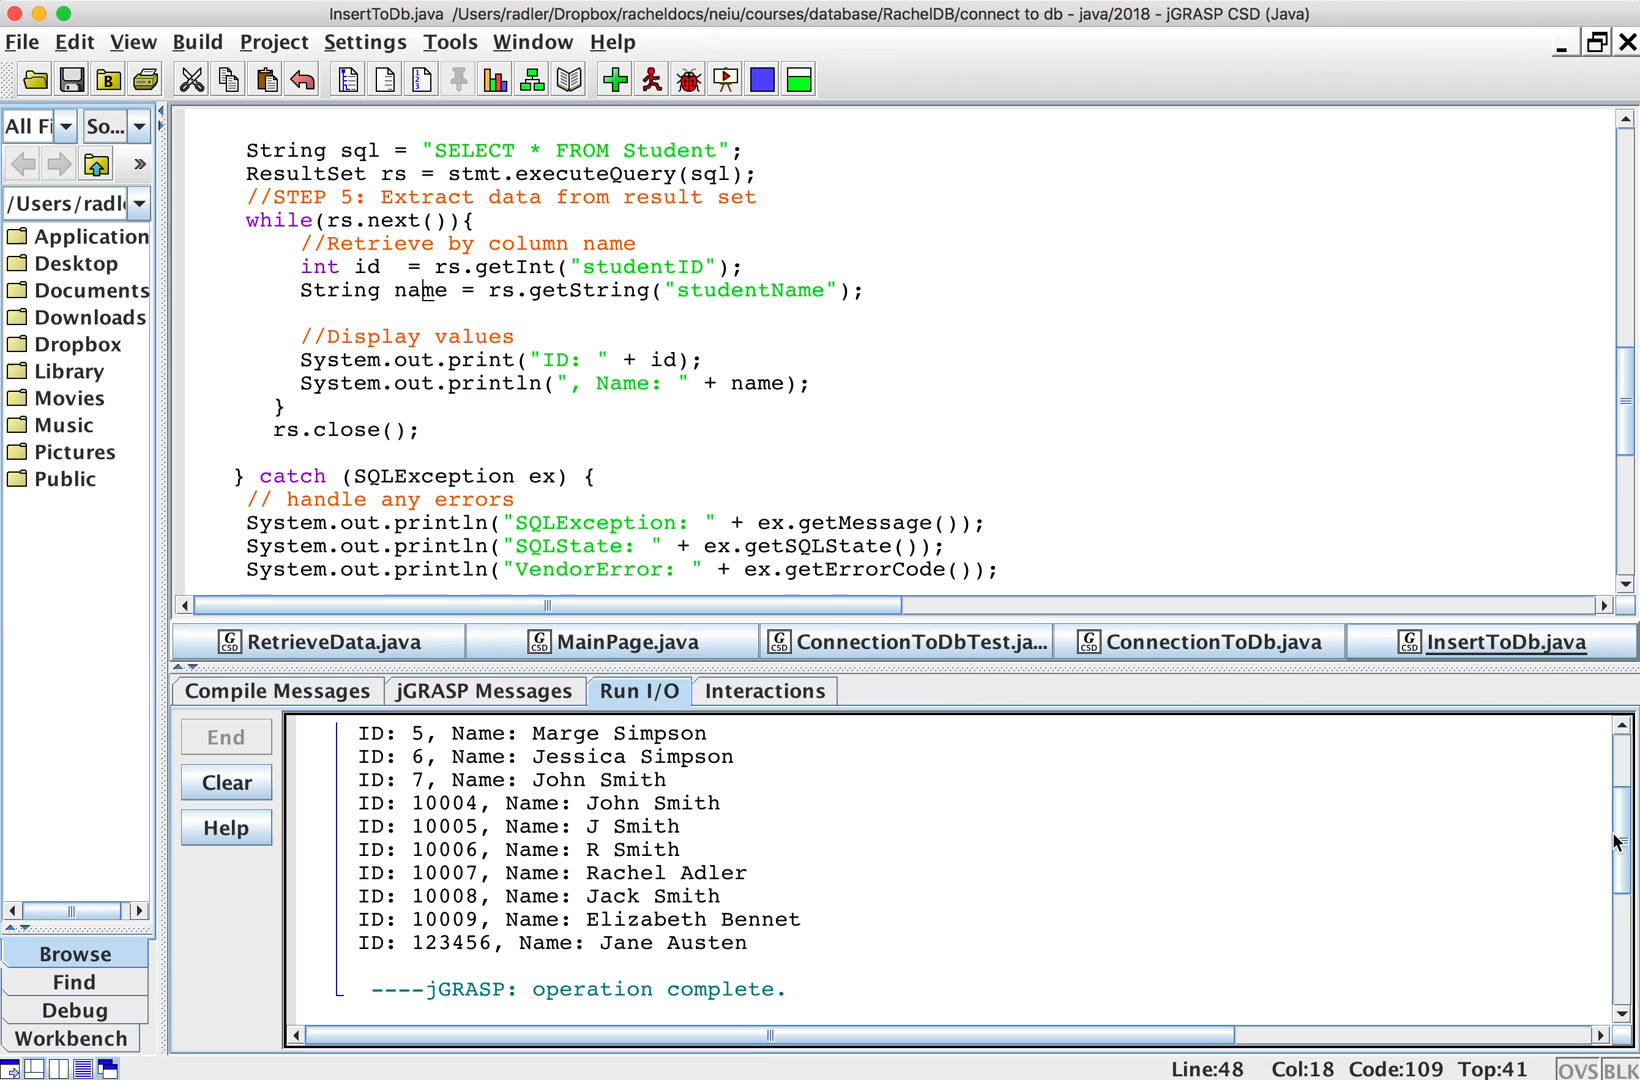 InsertToDb.java  /Users/radler/Dropbox/racheldocs/neiu/courses/database/RachelDB/connect to db - java/2018 - jGRASP CSD (Java)
File Edit View Build Project Settings Tools Window Help
All Fi So...
/Users/radl
Application
Desktop
Documents
Downloads
Dropbox
Library
Movies
Music
Pictures
Public
Browse
Find
Debug
Workbench
String sql = "SELECT * FROM Student";
ResultSet rs = stmt.executeQuery(sql);
//STEP 5: Extract data from result set
while(rs.next()){
//Retrieve by column name
int id  = rs.getInt("studentID");
String name = rs.getString("studentName");
//Display values
System.out.print("ID: " + id);
System.out.println(", Name: " + name);
}
rs.close();
} catch (SQLException ex) {
// handle any errors
System.out.println("SQLException: " + ex.getMessage());
System.out.println("SQLState: " + ex.getSQLState());
System.out.println("VendorError: " + ex.getErrorCode());
RetrieveData.java MainPage.java ConnectionToDbTest.ja... ConnectionToDb.java InsertToDb.java
Compile Messages jGRASP Messages Run I/O Interactions
End
Clear
Help
ID: 5, Name: Marge Simpson
ID: 6, Name: Jessica Simpson
ID: 7, Name: John Smith
ID: 10004, Name: John Smith
ID: 10005, Name: J Smith
ID: 10006, Name: R Smith
ID: 10007, Name: Rachel Adler
ID: 10008, Name: Jack Smith
ID: 10009, Name: Elizabeth Bennet
ID: 123456, Name: Jane Austen
----jGRASP: operation complete.
Line:48 Col:18 Code:109 Top:41 OVS BLK